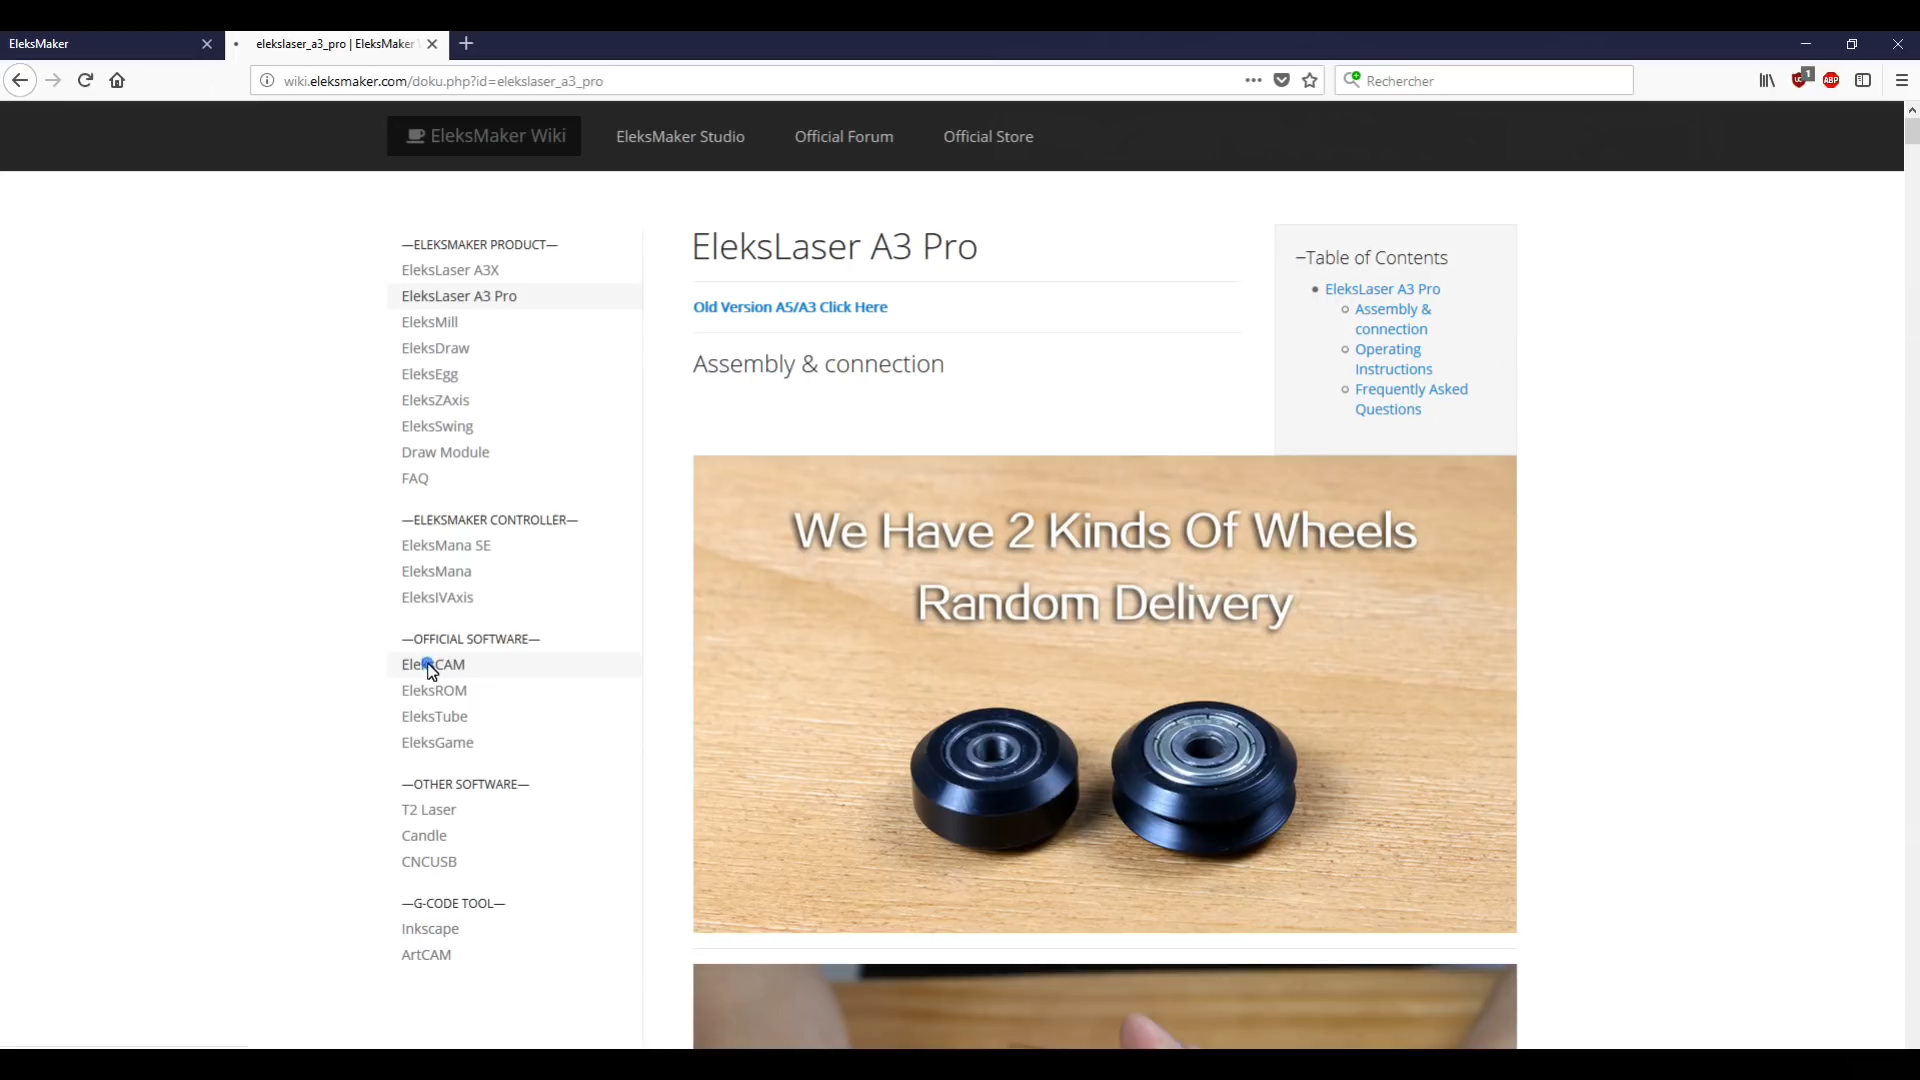 EleksMaker
elekslaser_a3_pro | EleksMaker
wiki.eleksmaker.com/doku.php?id=elekslaser_a3_pro
Rechercher
1
ABP
EleksMaker Wiki
EleksMaker Studio
Official Forum
Official Store
—ELEKSMAKER PRODUCT—
EleksLaser A3X
EleksLaser A3 Pro
EleksMill
EleksDraw
EleksEgg
EleksZAxis
EleksSwing
Draw Module
FAQ
—ELEKSMAKER CONTROLLER—
EleksMana SE
EleksMana
EleksIVAxis
—OFFICIAL SOFTWARE—
EleksCAM
EleksROM
EleksTube
EleksGame
—OTHER SOFTWARE—
T2 Laser
Candle
CNCUSB
—G-CODE TOOL—
Inkscape
ArtCAM
EleksLaser A3 Pro
Old Version A5/A3 Click Here
Assembly & connection
We Have 2 Kinds Of Wheels
Random Delivery
−Table of Contents
EleksLaser A3 Pro
Assembly &
connection
Operating
Instructions
Frequently Asked
Questions